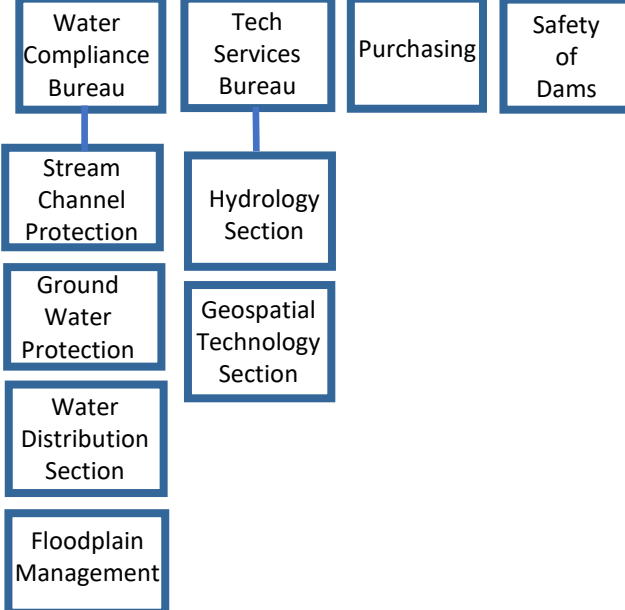 Water
Compliance
Bureau
Tech
Services
Bureau
Purchasing
Safety
of
Dams
Stream
Channel
Protection
Hydrology
Section
Ground
Water
Protection
Geospatial
Technology
Section
Water
Distribution
Section
Floodplain
Management